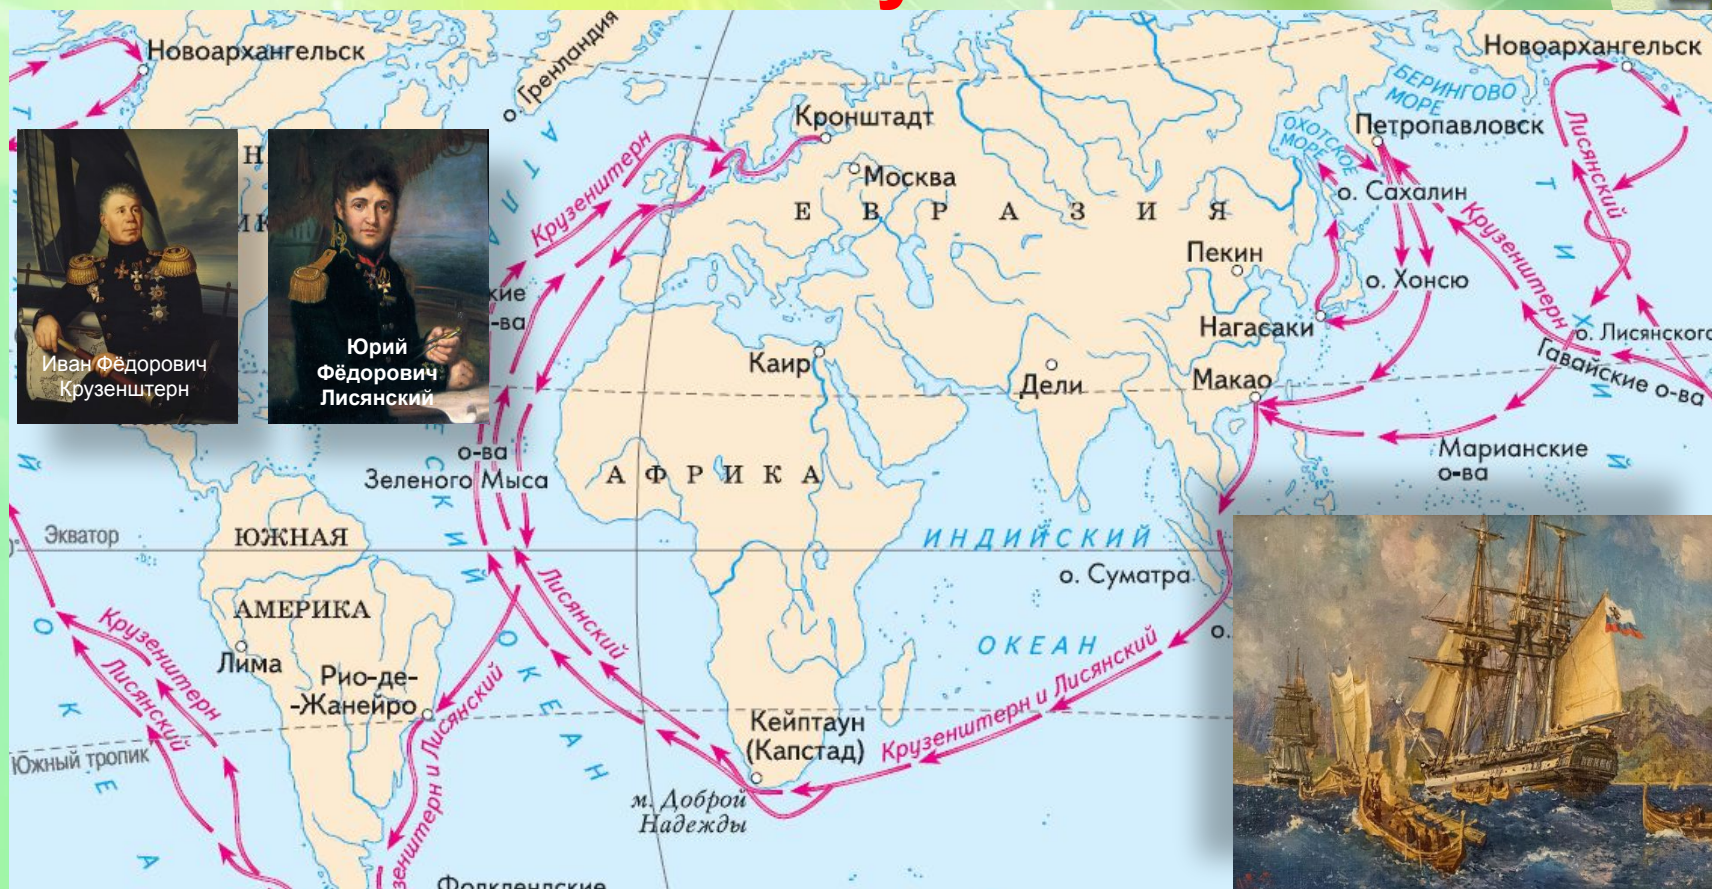 Новоархангельск
о. Гренландия
Кронштадт
Москва
Новоархангельск
БЕРИНГОВО
МОРЕ
ОХОТСКОЕ
МОРЕ
Петропавловск
Крузенштерн
Лисянский
Е В Р А З И Я
о. Сахалин
Крузенштерн
Пекин
о. Хонсю
Нагасаки
о. Лисянского
Гавайские о-ва
Каир
Дели
Макао
Марианские
о-ва
Иван Фёдорович
Крузенштерн
Юрий
Фёдорович
Лисянский
о-ва
Зеленого Мыса
АФРИКА
Экватор
ЮЖНАЯ
АМЕРИКА
ИНДИЙСКИЙ
ОКЕАН
о. Суматра
Крузенштерн
Лисянский
Лима
Рио-де-
-Жанейро
Крузенштерн и Лисянский
Лисянский
ОКЕАН
Кейптаун
(Капстад)
Крузенштерн и Лисянский
Южный тропик
м. Доброй
Надежды
Фолклендские